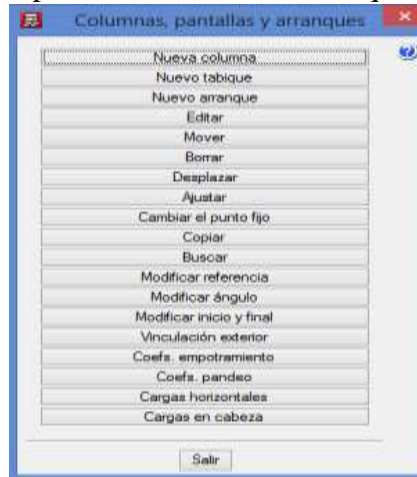 Columnas, pantallas y arranques
Nueva columna
Nuevo tabique
Nuevo arranque
Editar
Mover
Borrar
Desplazar
Ajustar
Cambiar el punto fijo
Copiar
Buscar
Modificar referencia
Modificar ángulo
Modificar inicio y final
Vinculación exterior
Coefs. empotramiento
Coefs. pandeo
Cargas horizontales
Cargas en cabeza
Salir